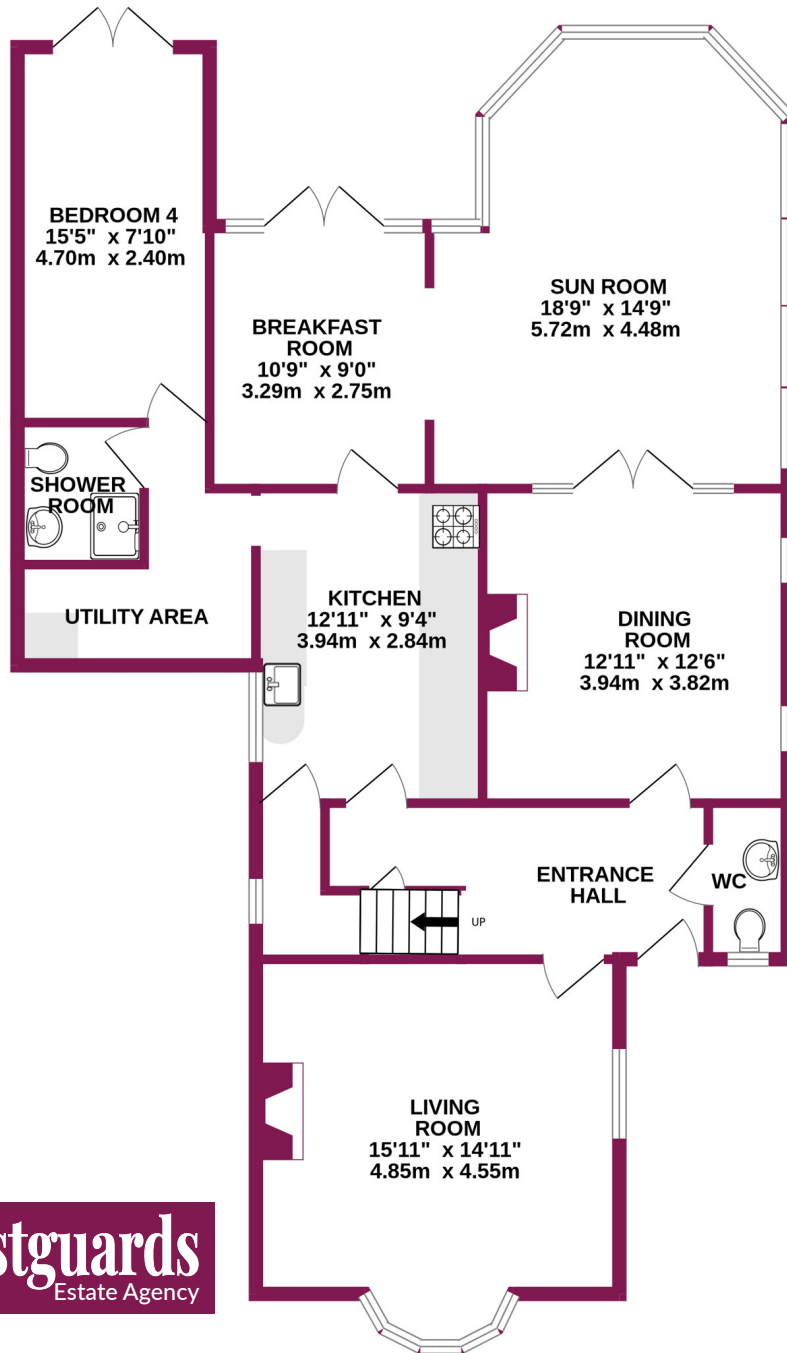 BEDROOM 4
15'5" x 7'10"
4.70m x 2.40m
SUN ROOM
18'9" x 14'9"
5.72m x 4.48m
BREAKFAST
ROOM
10'9" x 9'0"
3.29m x 2.75m
SHOWER
ROOM
UTILITY AREA
KITCHEN
12'11" x 9'4"
3.94m x 2.84m
DINING
ROOM
12'11" x 12'6"
3.94m x 3.82m
ENTRANCE
HALL
WC
UP
LIVING
ROOM
15'11" x 14'11"
4.85m x 4.55m
stguards
Estate Agency